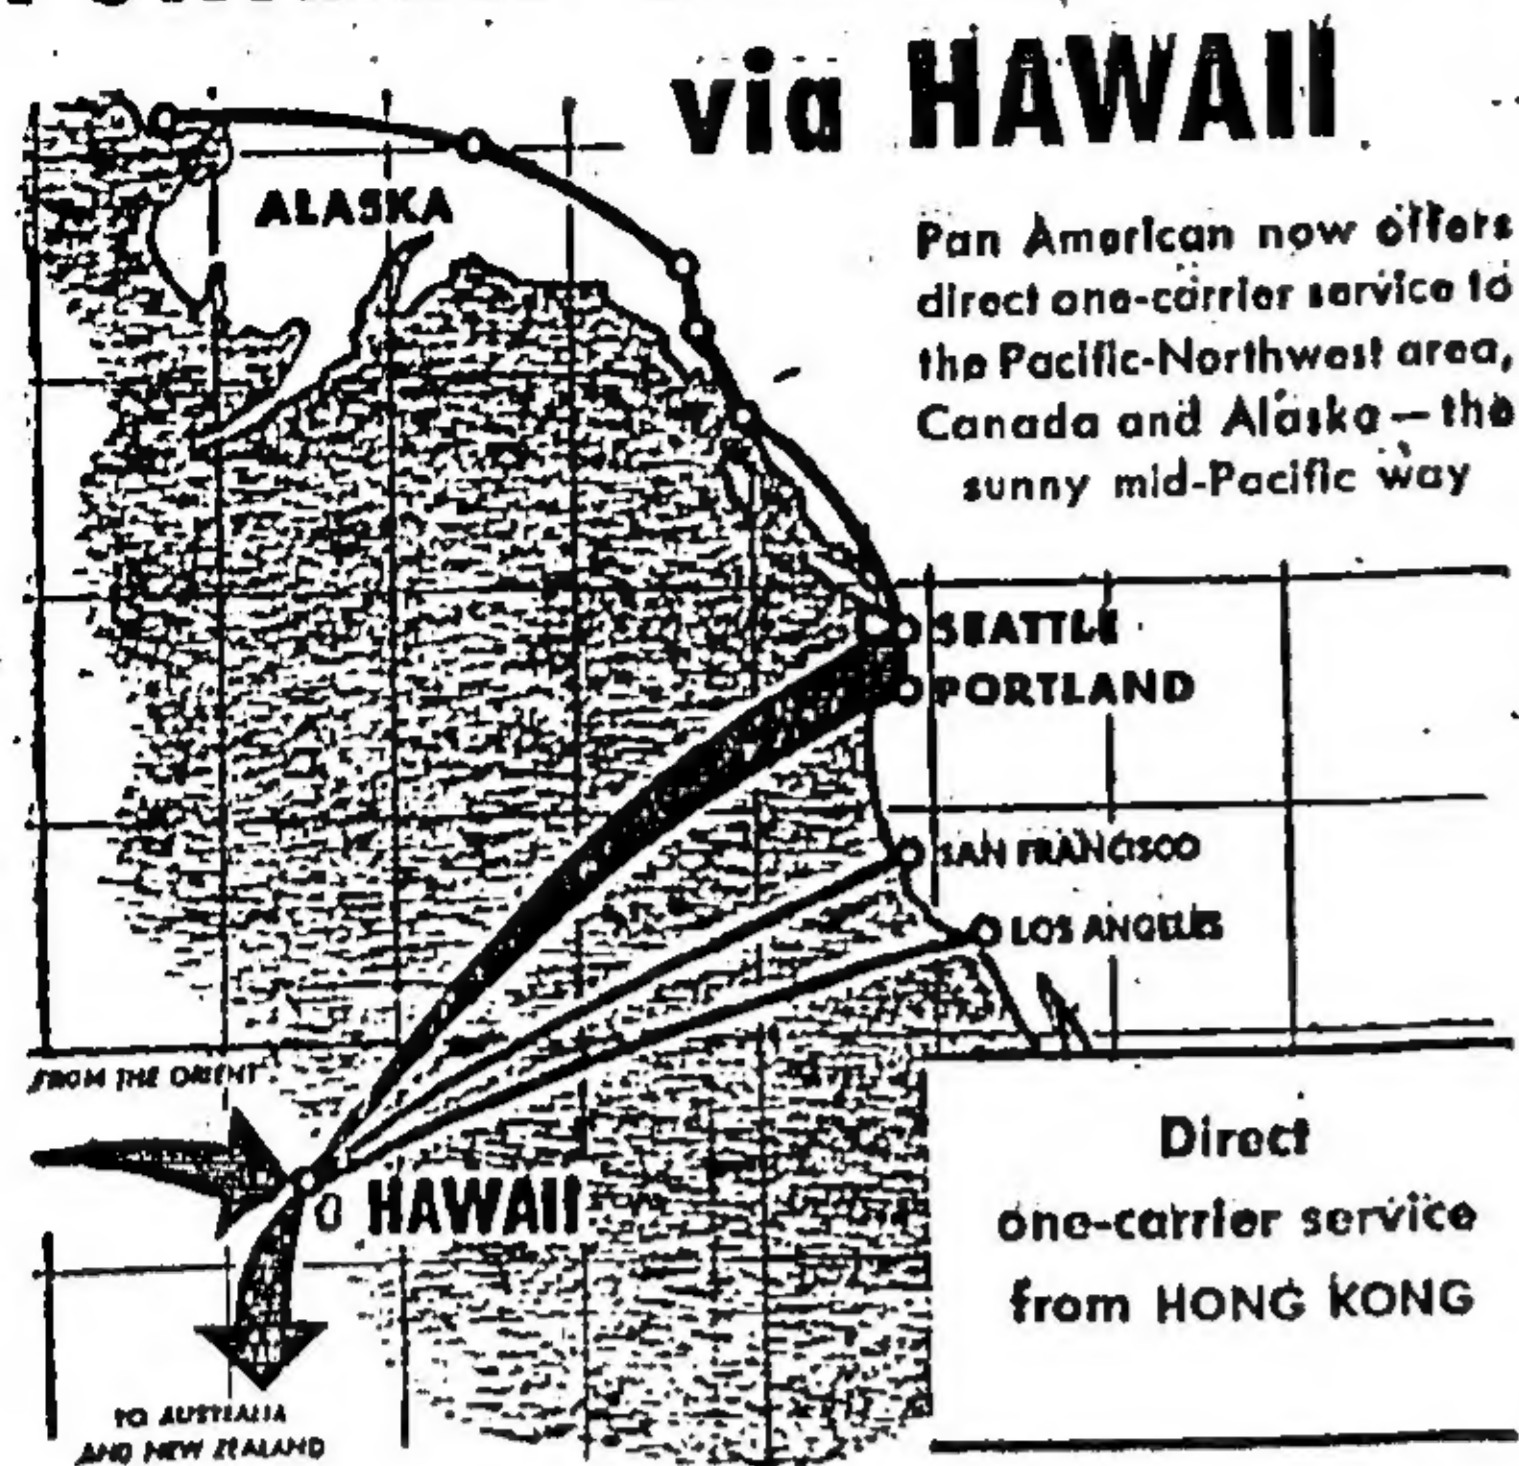 via HAWAII
Pan American now offers
direct one-carrier service to
the Pacific-Northwest area,
Canada and Alaska — the
sunny mid-Pacific way
ALASKA
SEATTLE
PORTLAND
SAN FRANCISCO
LOS ANGELES
FROM THE ORIENT
HAWAII
TO AUSTRALIA
AND NEW ZEALAND
Direct
one-carrier service
from HONG KONG